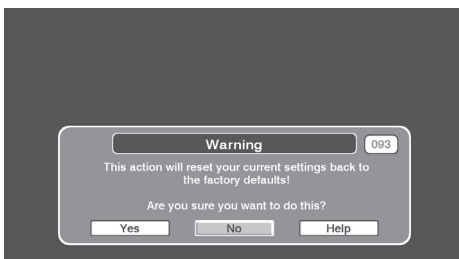 Warning
093
This action will reset your current settings back to
the factory defaults!
Are you sure you want to do this?
Yes No Help